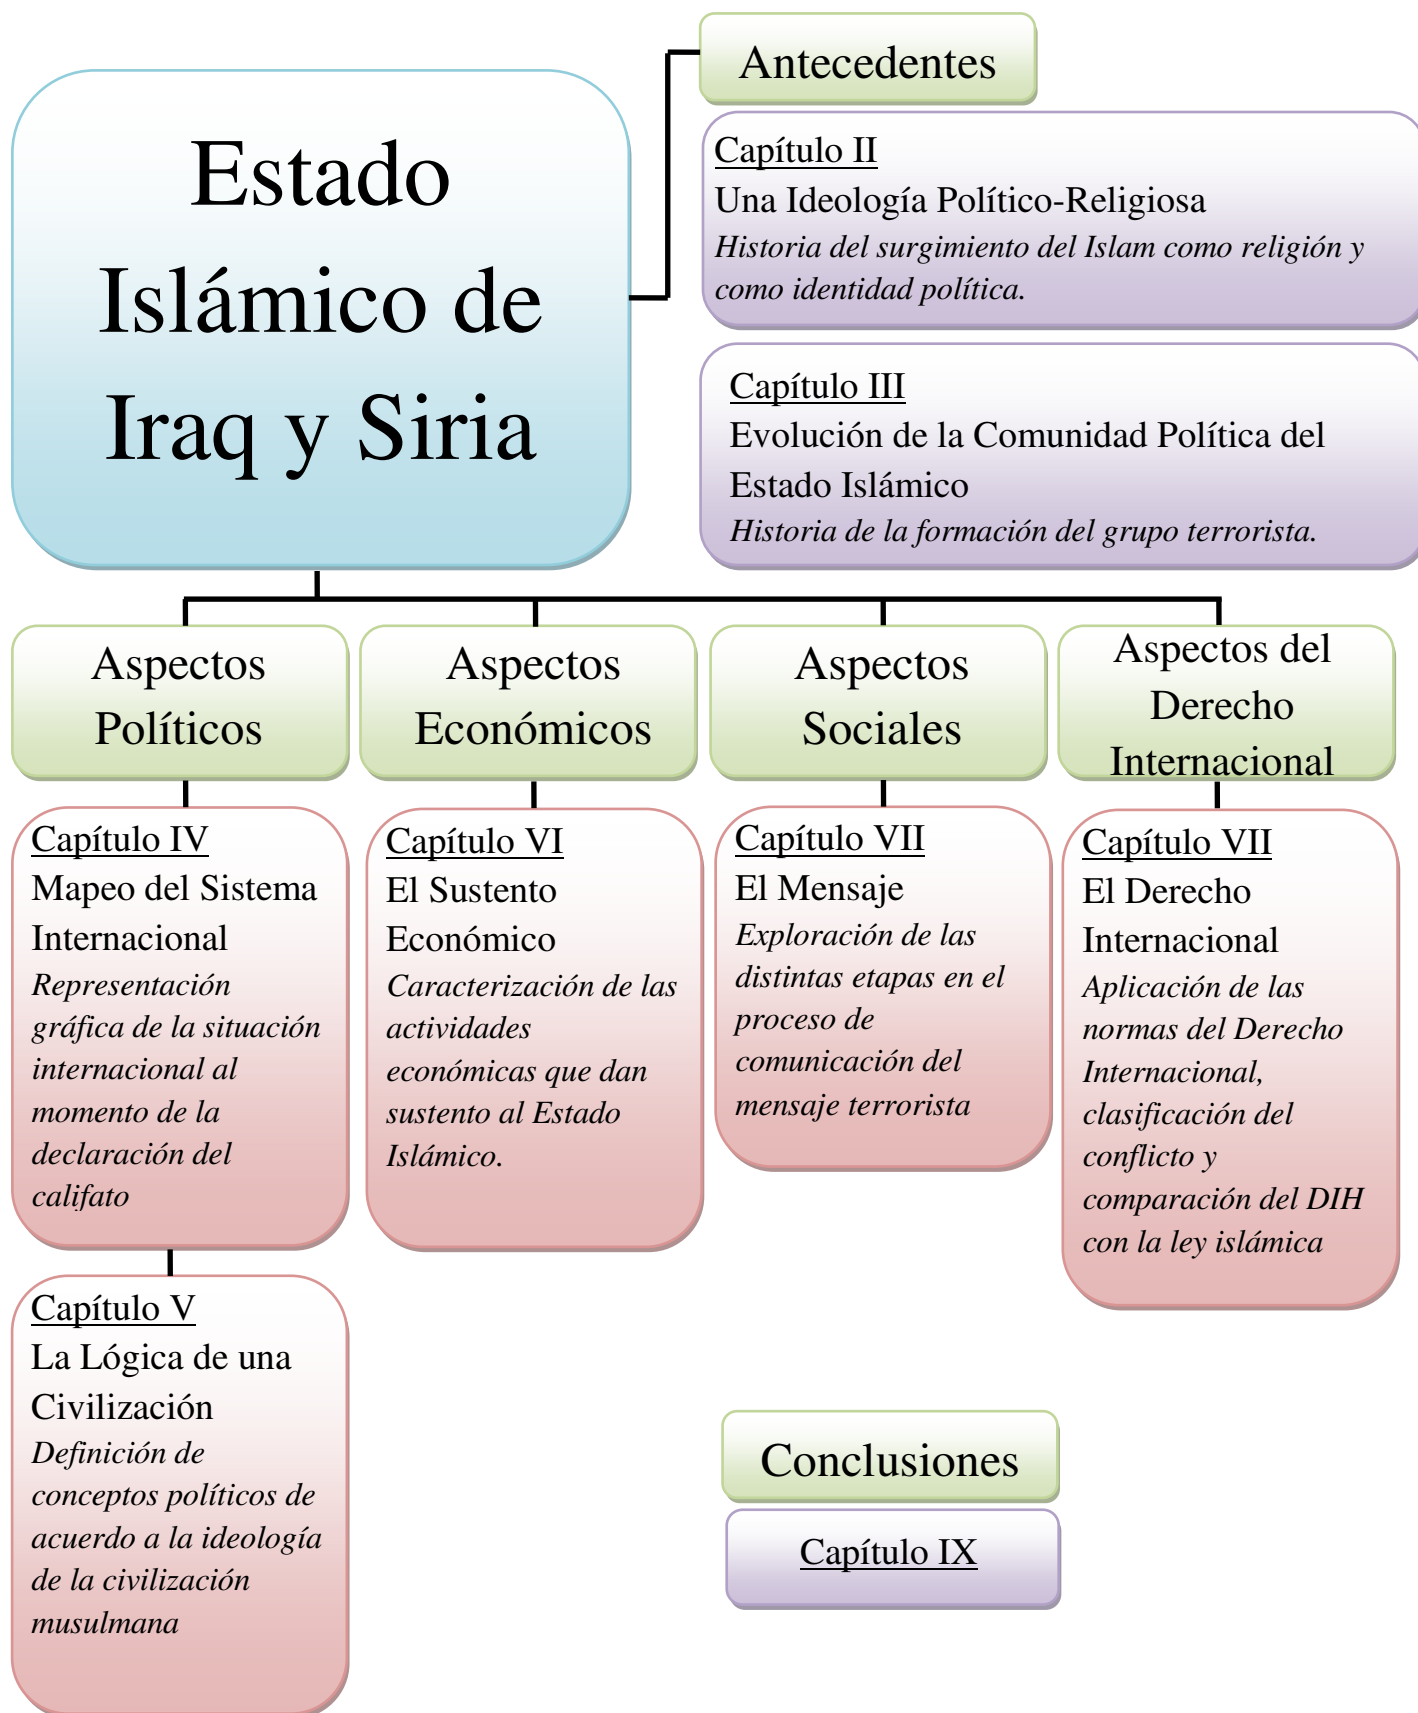 Estado
Islámico de
Iraq y Siria
Antecedentes
Capítulo II
Una Ideología Político-Religiosa
Historia del surgimiento del Islam como religión y
como identidad política.
Capítulo III
Evolución de la Comunidad Política del
Estado Islámico
Historia de la formación del grupo terrorista.
Aspectos
Políticos
Capítulo IV
Mapeo del Sistema
Internacional
Representación
gráfica de la situación
internacional al
momento de la
declaración del
califato
Capítulo V
La Lógica de una
Civilización
Definición de
conceptos políticos de
acuerdo a la ideología
de la civilización
musulmana
Aspectos
Económicos
Capítulo VI
El Sustento
Económico
Caracterización de las
actividades
económicas que dan
sustento al Estado
Islámico.
Aspectos
Sociales
Capítulo VII
El Mensaje
Exploración de las
distintas etapas en el
proceso de
comunicación del
mensaje terrorista
Aspectos del
Derecho
Internacional
Capítulo VII
El Derecho
Internacional
Aplicación de las
normas del Derecho
Internacional,
clasificación del
conflicto y
comparación del DIH
con la ley islámica
Conclusiones
Capítulo IX